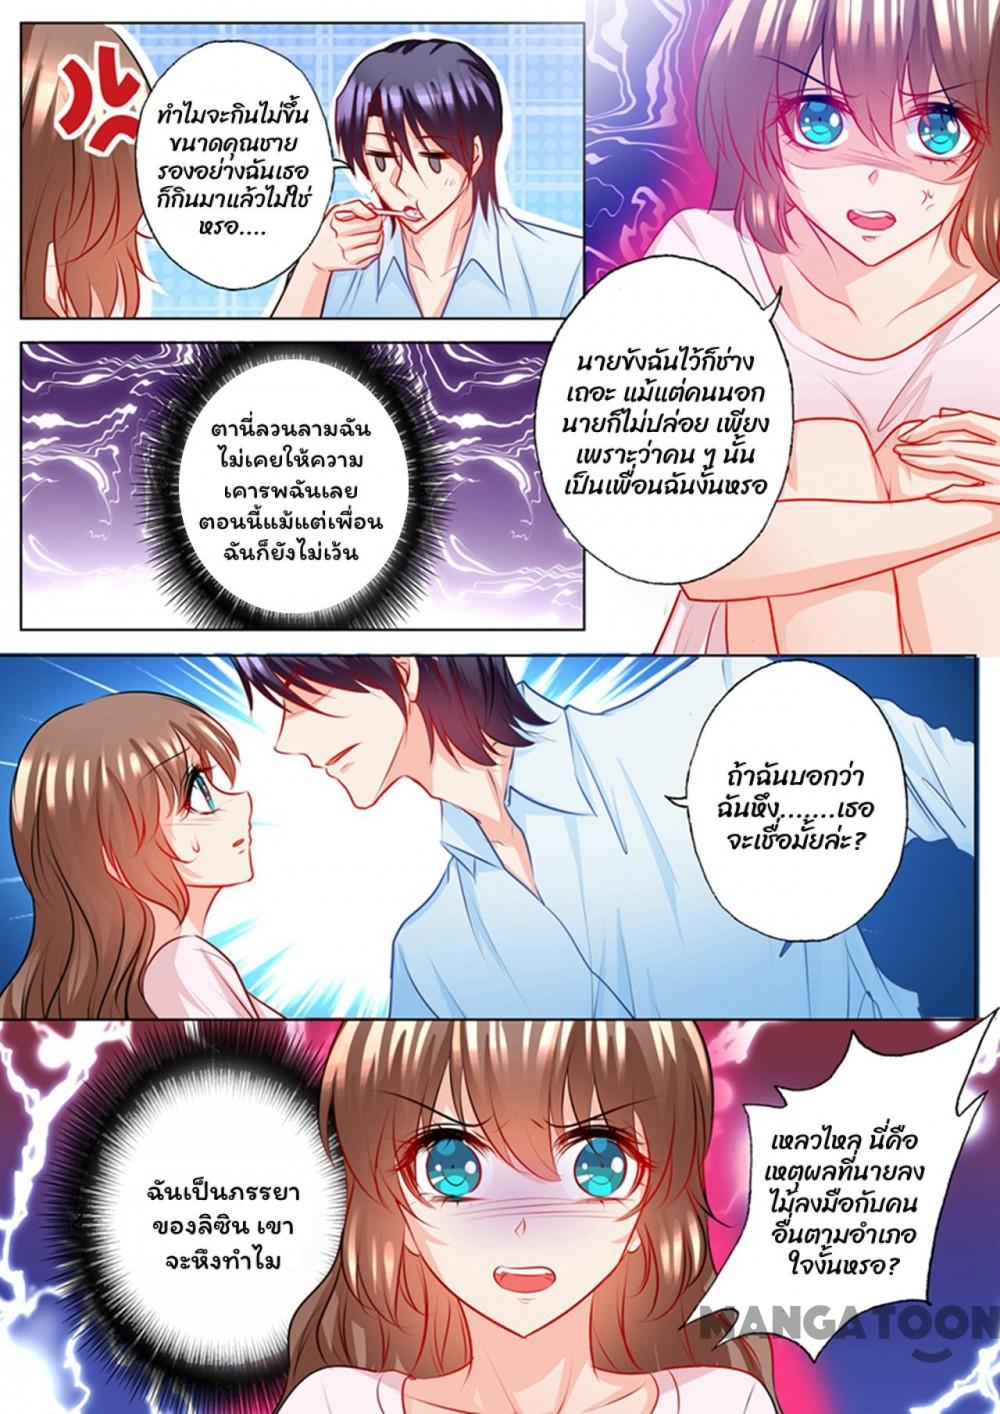 ทำไมจะกินไม่ขึ้น
ขนาดคุณชาย
รองอย่างฉันเธอ
ก็กินมาแล้วไม่ใช่
หรอ....
นายขังฉันไว้ก็ช่าง
เถอะ แม้แต่คนนอก
นายก็ไม่ปล่อย เพียง
เพราะว่าคน ๆ นั้น
เป็นเพื่อนฉันงั้นหรอ
ตานี่ลวนลามฉัน
ไม่เคยให้ความ
เคารพฉันเลย
ตอนนี้แม้แต่เพื่อน
ฉันก็ยังไม่เว้น
ถ้าฉันบอกว่า
ฉันหึง.......เธอ
จะเชื่อมั้ยล่ะ?
ฉันเป็นภรรยา
ของลิซิน เขา
จะหึงทำไม
เหลวไหล นี่คือ
เหตุผลที่นายลง
ไม้ลงมือกับคน
อื่นตามอำเภอ
ใจงั้นหรอ?
MANGATOON